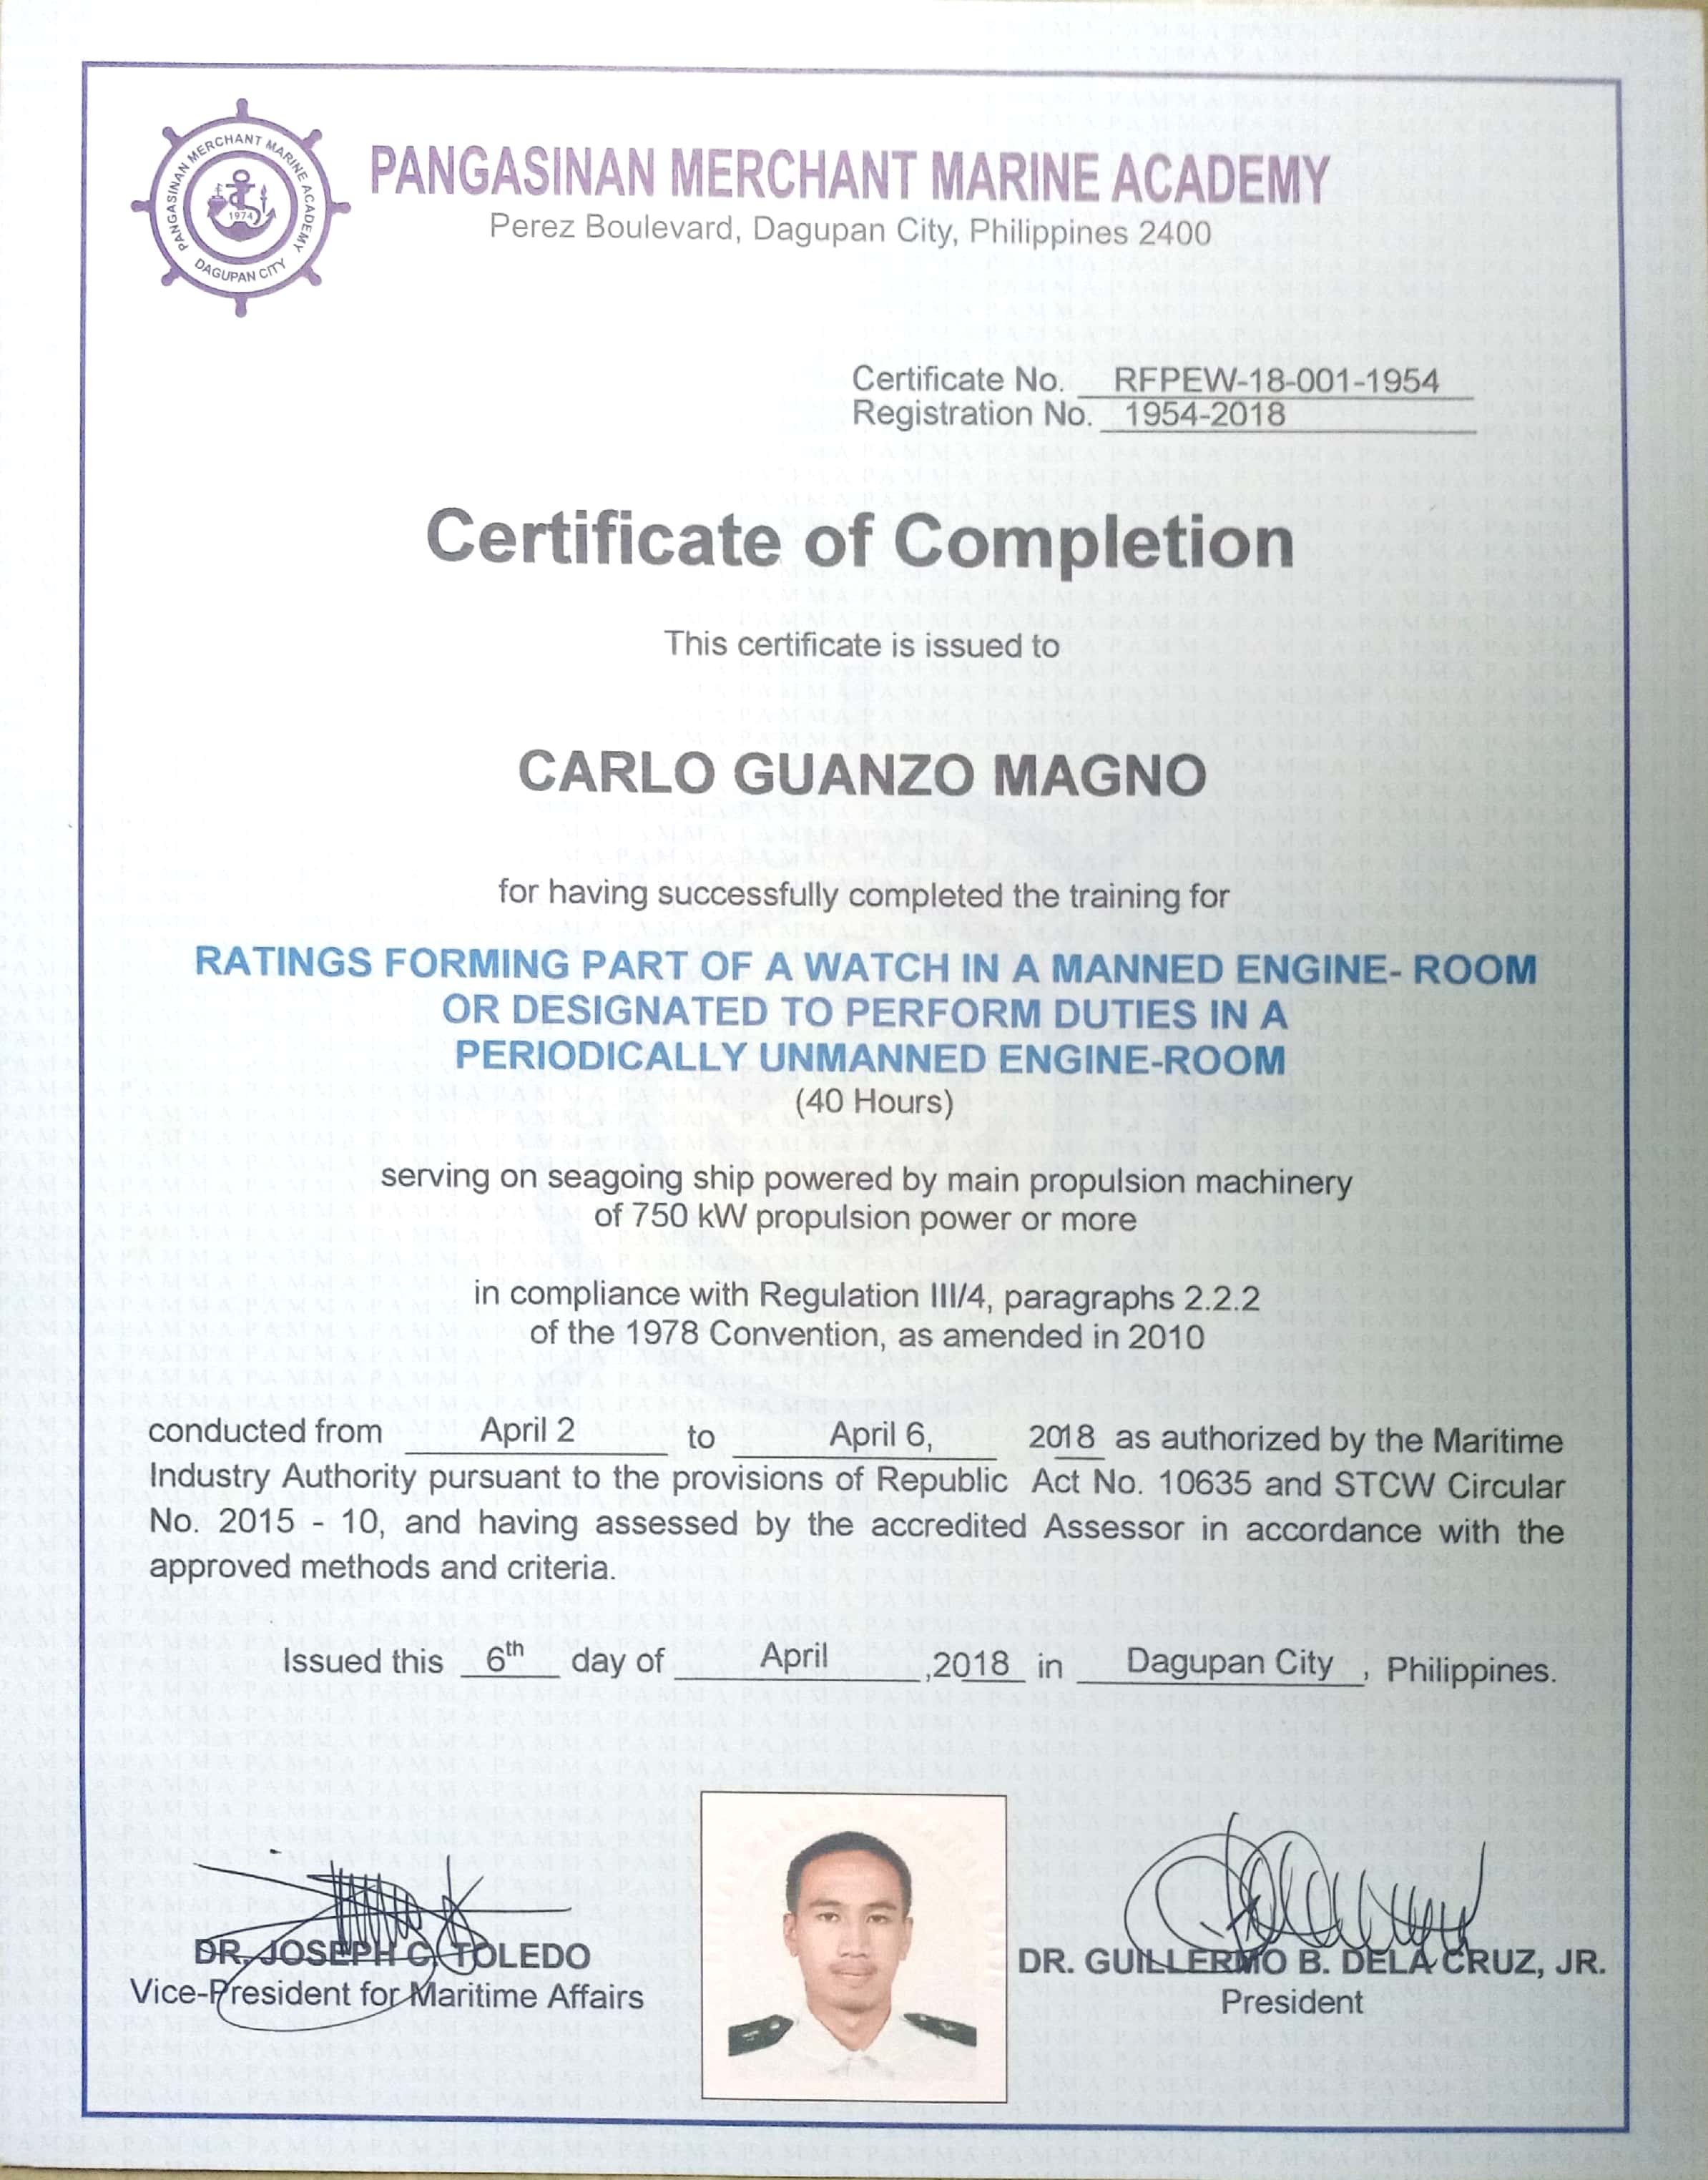 PANGASINAN MERCHANT MARINE ACADEMY
DAGUPAN CITY
1974
PANGASINAN MERCHANT MARINE ACADEMY
Perez Boulevard, Dagupan City, Philippines 2400
Certificate No. RFPEW-18-001-1954
Registration No. 1954-2018
Certificate of Completion
This certificate is issued to
CARLO GUANZO MAGNO
for having successfully completed the training for
RATINGS FORMING PART OF A WATCH IN A MANNED ENGINE- ROOM
OR DESIGNATED TO PERFORM DUTIES IN A
PERIODICALLY UNMANNED ENGINE-ROOM
(40 Hours)
serving on seagoing ship powered by main propulsion machinery
of 750 kW propulsion power or more
in compliance with Regulation III/4, paragraphs 2.2.2
of the 1978 Convention, as amended in 2010
conducted from April 2 to April 6, 2018 as authorized by the Maritime
Industry Authority pursuant to the provisions of Republic Act No. 10635 and STCW Circular
No. 2015 - 10, and having assessed by the accredited Assessor in accordance with the
approved methods and criteria.
Issued this 6th day of April ,2018 in Dagupan City , Philippines.
DR. JOSEPH C. TOLEDO
Vice-President for Maritime Affairs
DR. GUILLERMO B. DELA CRUZ, JR.
President